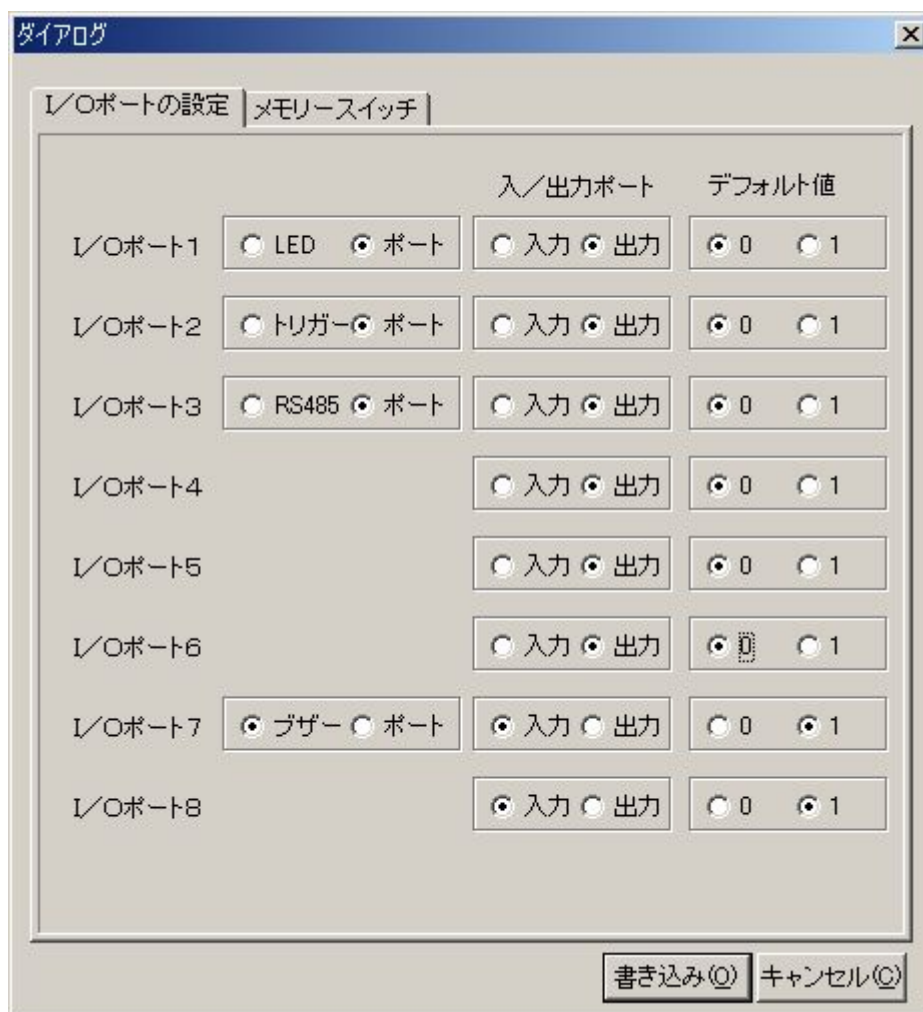 ダイアログ
I／Oポートの設定 メモリースイッチ
入／出力ポート デフォルト値
I／Oポート1 LED ポート 入力 出力 0 1
I／Oポート2 トリガー ポート 入力 出力 0 1
I／Oポート3 RS485 ポート 入力 出力 0 1
I／Oポート4 入力 出力 0 1
I／Oポート5 入力 出力 0 1
I／Oポート6 入力 出力 0 1
I／Oポート7 ブザー ポート 入力 出力 0 1
I／Oポート8 入力 出力 0 1
書き込み(O) キャンセル(C)